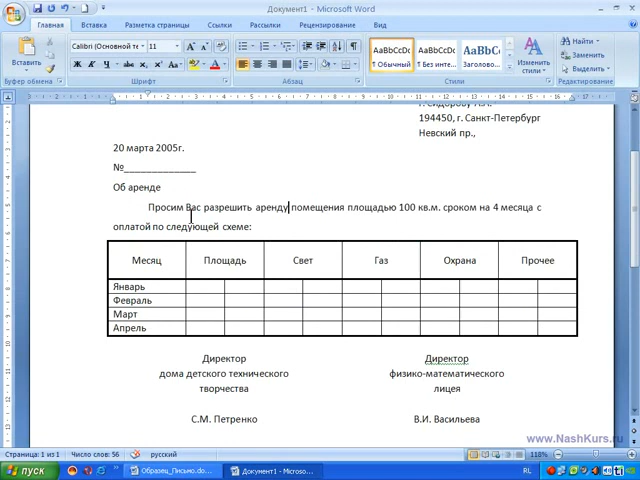 Документ1 - Microsoft Word
Главная Вставка Разметка страницы Ссылки Рассылки Рецензирование Вид
Вставить
Calibri (Основной те 11
Ж К Ч
AaBbCcDc AaBbCcDc AaBbC
¶ Обычный ¶ Без инте... Заголово...
Изменить стили
Найти
Заменить
Выделить
Буфер обмена Шрифт Абзац Стили Редактирование
194450, г. Санкт-Петербург
Невский пр.,
20 марта 2005г.
№_____________
Об аренде
Просим Вас разрешить аренду помещения площадью 100 кв.м. сроком на 4 месяца с
оплатой по следующей схеме:
Месяц Площадь Свет Газ Охрана Прочее
Январь
Февраль
Март
Апрель
Директор Директор
дома детского технического физико-математического
творчества лицея
С.М. Петренко В.И. Васильева
www.NashKurs.ru
Страница: 1 из 1 Число слов: 56 русский 118%
пуск Образец_Письмо.do... Документ1 - Microso... RL